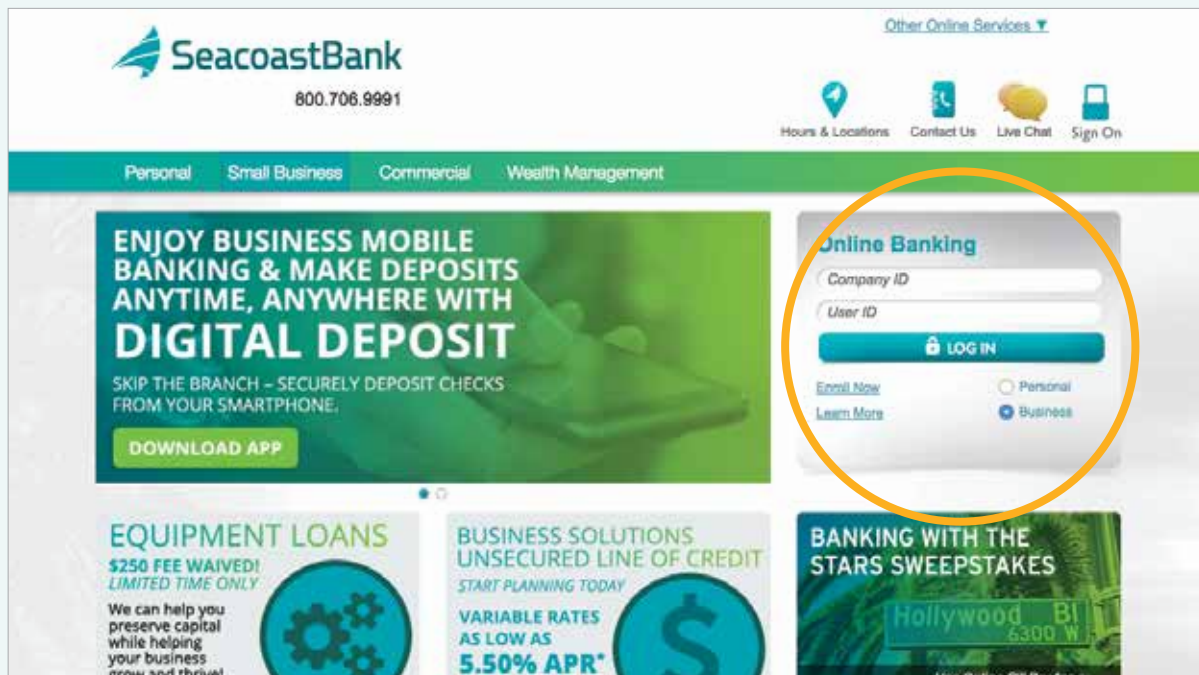 Other Online Services ▼
SeacoastBank
800.706.9991
Hours & Locations
Contact Us
Live Chat
Sign On
Personal
Small Business
Commercial
Wealth Management
ENJOY BUSINESS MOBILE
BANKING & MAKE DEPOSITS
ANYTIME, ANYWHERE WITH
DIGITAL DEPOSIT
SKIP THE BRANCH – SECURELY DEPOSIT CHECKS
FROM YOUR SMARTPHONE.
DOWNLOAD APP
Online Banking
Company ID
User ID
LOG IN
Enroll Now
Personal
Learn More
Business
EQUIPMENT LOANS
$250 FEE WAIVED!
LIMITED TIME ONLY
We can help you
preserve capital
while helping
your business
grow and thrive!
BUSINESS SOLUTIONS
UNSECURED LINE OF CREDIT
START PLANNING TODAY
VARIABLE RATES
AS LOW AS
5.50% APR*
$
BANKING WITH THE
STARS SWEEPSTAKES
Hollywood Bl
6300 W